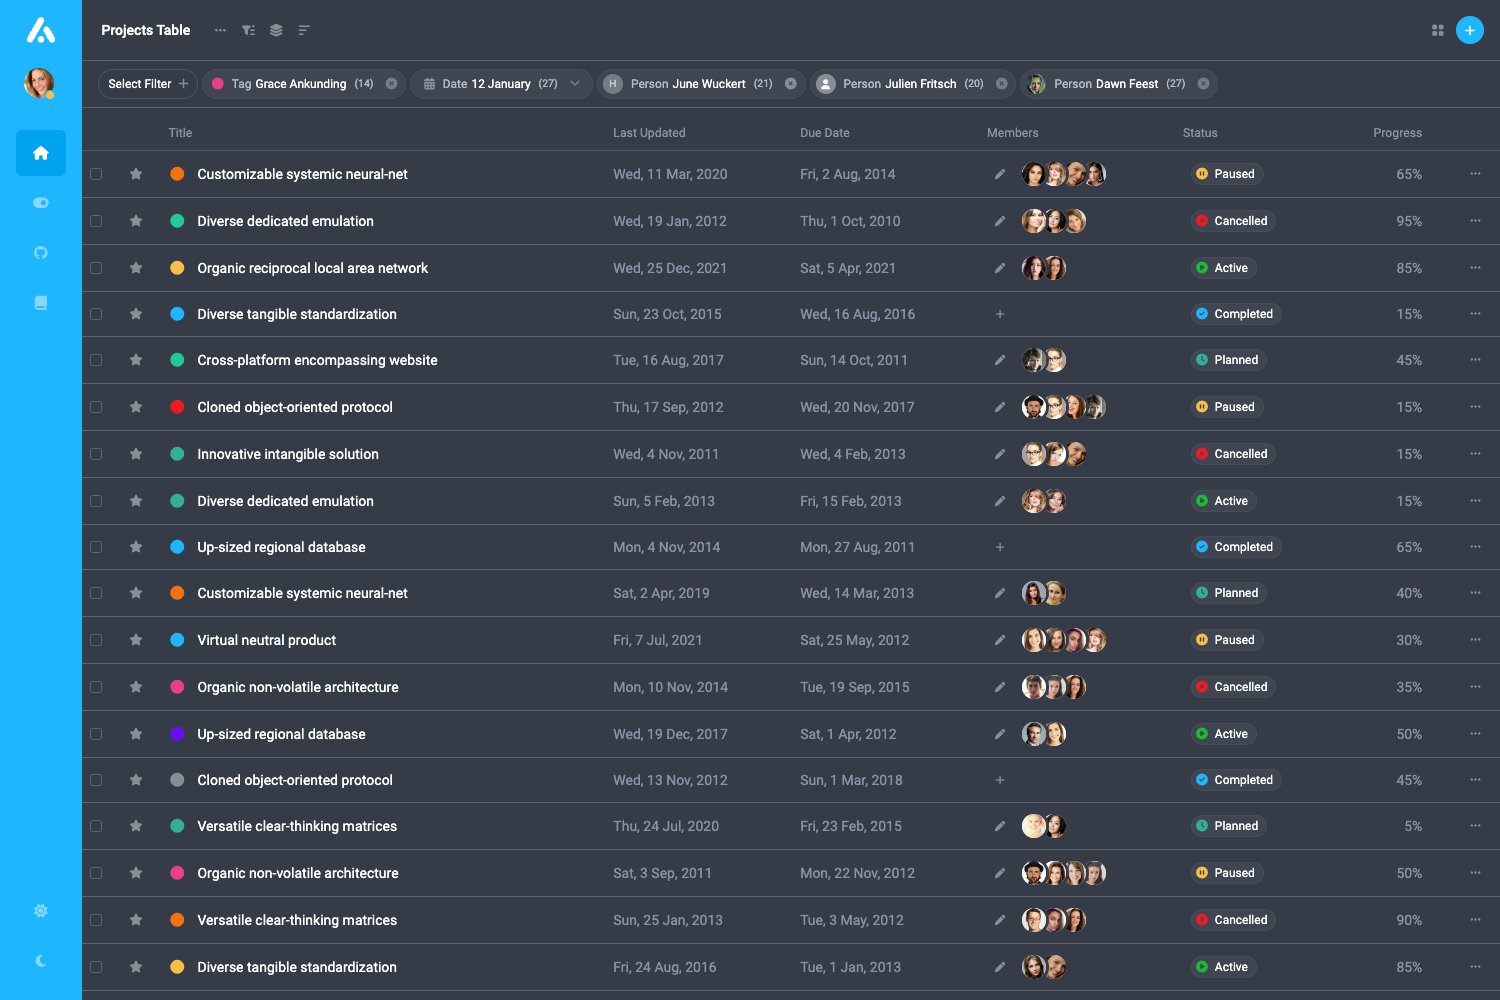 Projects Table
Select Filter
Tag Grace Ankunding (14)
Date 12 January (27)
H Person June Wuckert (21)
Person Julien Fritsch (20)
Person Dawn Feest (27)
Title Last Updated Due Date Members Status Progress
Customizable systemic neural-net Wed, 11 Mar, 2020 Fri, 2 Aug, 2014 Paused 65%
Diverse dedicated emulation Wed, 19 Jan, 2012 Thu, 1 Oct, 2010 Cancelled 95%
Organic reciprocal local area network Wed, 25 Dec, 2021 Sat, 5 Apr, 2021 Active 85%
Diverse tangible standardization Sun, 23 Oct, 2015 Wed, 16 Aug, 2016 Completed 15%
Cross-platform encompassing website Tue, 16 Aug, 2017 Sun, 14 Oct, 2011 Planned 45%
Cloned object-oriented protocol Thu, 17 Sep, 2012 Wed, 20 Nov, 2017 Paused 15%
Innovative intangible solution Wed, 4 Nov, 2011 Wed, 4 Feb, 2013 Cancelled 15%
Diverse dedicated emulation Sun, 5 Feb, 2013 Fri, 15 Feb, 2013 Active 15%
Up-sized regional database Mon, 4 Nov, 2014 Mon, 27 Aug, 2011 Completed 65%
Customizable systemic neural-net Sat, 2 Apr, 2019 Wed, 14 Mar, 2013 Planned 40%
Virtual neutral product Fri, 7 Jul, 2021 Sat, 25 May, 2012 Paused 30%
Organic non-volatile architecture Mon, 10 Nov, 2014 Tue, 19 Sep, 2015 Cancelled 35%
Up-sized regional database Wed, 19 Dec, 2017 Sat, 1 Apr, 2012 Active 50%
Cloned object-oriented protocol Wed, 13 Nov, 2012 Sun, 1 Mar, 2018 Completed 45%
Versatile clear-thinking matrices Thu, 24 Jul, 2020 Fri, 23 Feb, 2015 Planned 5%
Organic non-volatile architecture Sat, 3 Sep, 2011 Mon, 22 Nov, 2012 Paused 50%
Versatile clear-thinking matrices Sun, 25 Jan, 2013 Tue, 3 May, 2012 Cancelled 90%
Diverse tangible standardization Fri, 24 Aug, 2016 Tue, 1 Jan, 2013 Active 85%